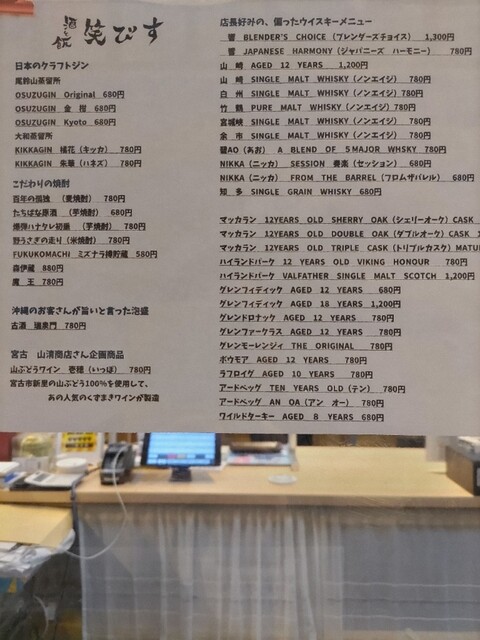 酒と飯 笑びす
日本のクラフトジン
尾鈴山蒸留所
OSUZUGIN Original 680円
OSUZUGIN 金 柑 680円
OSUZUGIN Kyoto 680円
大和蒸留所
KIKKAGIN 橘花（キッカ） 780円
KIKKAGIN 朱華（ハネズ） 780円
こだわりの焼酎
百年の孤独 （麦焼酎） 780円
たちばな原酒 （芋焼酎） 680円
爆弾ハナタレ初垂 （芋焼酎） 780円
野うさぎの走り（米焼酎） 780円
FUKUKOMACHI ミズナラ樽貯蔵 580円
森伊蔵 880円
魔 王 780円
沖縄のお客さんが旨いと言った泡盛
古酒 瑞泉門 780円
宮古 山清商店さん企画商品
山ぶどうワイン 壱穂（いっぽ） 780円
宮古市新里の山ぶどう100％を使用して、
あの人気のくずまきワインが製造
店長好みの、偏ったウイスキーメニュー
響 BLENDER'S CHOICE （ブレンダーズチョイス） 1,300円
響 JAPANESE HARMONY（ジャパニーズ ハーモニー） 780円
山 崎 AGED 12 YEARS 1,200円
山 崎 SINGLE MALT WHISKY（ノンエイジ） 780円
白 州 SINGLE MALT WHISKY（ノンエイジ） 780円
竹 鶴 PURE MALT WHISKY（ノンエイジ）780円
宮城峡 SINGLE MALT WHISKY（ノンエイジ） 780円
余 市 SINGLE MALT WHISKY（ノンエイジ） 780円
碧AO（あお） A BLEND OF 5MAJOR WHSKY 780円
NIKKA（ニッカ） SESSION 奏楽（セッション） 680円
NIKKA（ニッカ） FROM THE BARREL（フロムザバレル） 680円
知 多 SINGLE GRAIN WHISKY 680円
マッカラン 12YEARS OLD SHERRY OAK（シェリーオーク）CASK
マッカラン 12YEARS OLD DOUBLE OAK（ダブルオーク）CASK 1
マッカラン 12YEARS OLD TRIPLE CASK（トリプルカスク）MATU
ハイランドパーク 12 YEARS OLD VIKING HONOUR 780円
ハイランドパーク VALFATHER SINGLE MALT SCOTCH 1,200円
グレンフィディック AGED 12 YEARS 680円
グレンフィディック AGED 18 YEARS 1,200円
グレンドロナック AGED 12 YEARS 780円
グレンファークラス AGED 12 YEARS 780円
グレンモーレンジィ THE ORIGINAL 780円
ボウモア AGED 12 YEARS 780円
ラフロイグ AGED 10 YEARS 780円
アードベッグ TEN YEARS OLD（テン） 780円
アードベッグ AN OA（アン オー） 780円
ワイルドターキー AGED 8 YEARS 680円